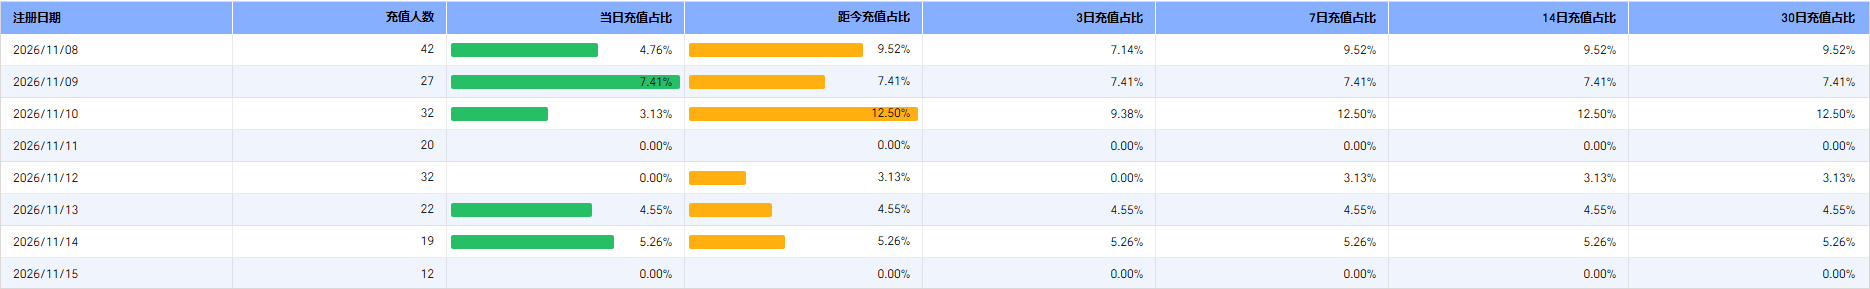 注册日期 充值人数 当日充值占比 距今充值占比 3日充值占比 7日充值占比 14日充值占比 30日充值占比
2026/11/08 42 4.76% 9.52% 7.14% 9.52% 9.52% 9.52%
2026/11/09 27 7.41% 7.41% 7.41% 7.41% 7.41% 7.41%
2026/11/10 32 3.13% 12.50% 9.38% 12.50% 12.50% 12.50%
2026/11/11 20 0.00% 0.00% 0.00% 0.00% 0.00% 0.00%
2026/11/12 32 0.00% 3.13% 0.00% 3.13% 3.13% 3.13%
2026/11/13 22 4.55% 4.55% 4.55% 4.55% 4.55% 4.55%
2026/11/14 19 5.26% 5.26% 5.26% 5.26% 5.26% 5.26%
2026/11/15 12 0.00% 0.00% 0.00% 0.00% 0.00% 0.00%